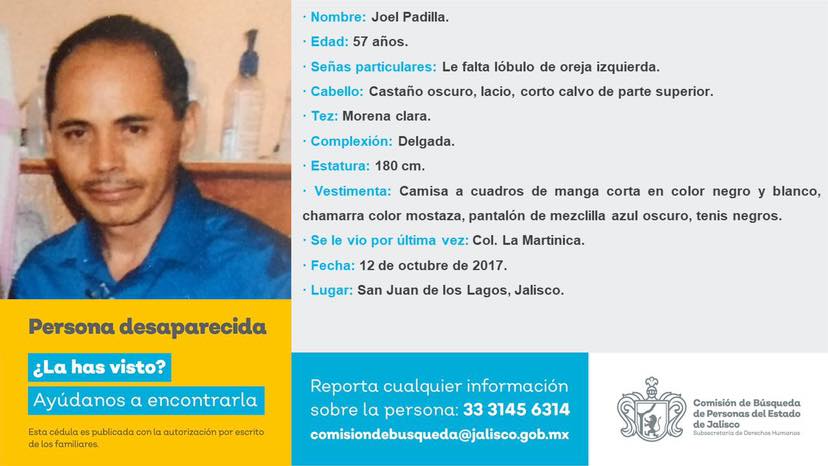 · Nombre: Joel Padilla.
· Edad: 57 años.
· Señas particulares: Le falta lóbulo de oreja izquierda.
· Cabello: Castaño oscuro, lacio, corto calvo de parte superior.
· Tez: Morena clara.
· Complexión: Delgada.
· Estatura: 180 cm.
· Vestimenta: Camisa a cuadros de manga corta en color negro y blanco,
chamarra color mostaza, pantalón de mezclilla azul oscuro, tenis negros.
· Se le vio por última vez: Col. La Martinica.
· Fecha: 12 de octubre de 2017.
· Lugar: San Juan de los Lagos, Jalisco.
Persona desaparecida
¿La has visto?
Ayúdanos a encontrarla
Esta cédula es publicada con la autorización por escrito
de los familiares.
Reporta cualquier información
sobre la persona: 33 3145 6314
comisiondebusqueda@jalisco.gob.mx
Comisión de Búsqueda
de Personas del Estado
de Jalisco
Subsecretaría de Derechos Humanos